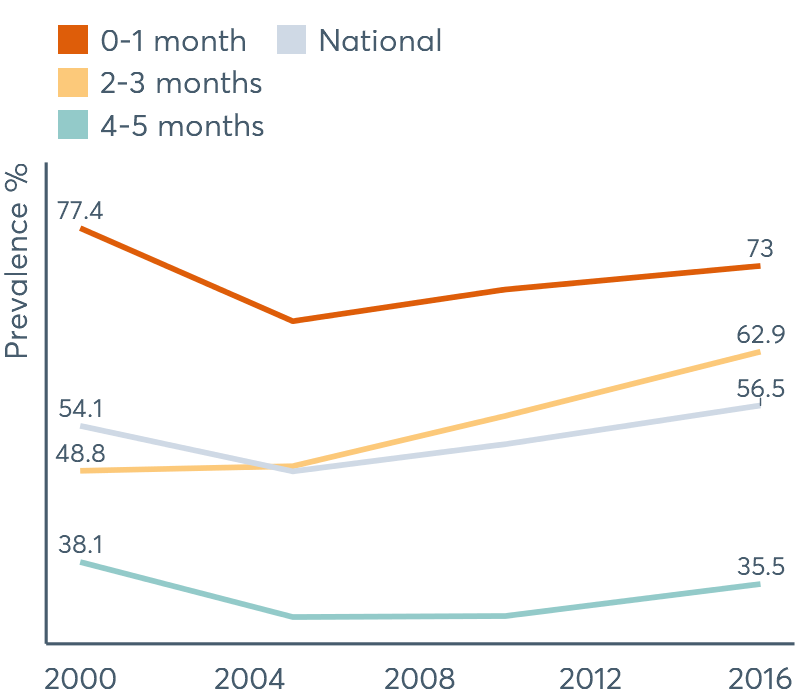 0-1 month
National
2-3 months
4-5 months
Prevalence %
77.4
73
62.9
56.5
54.1
48.8
38.1
35.5
2000 2004 2008 2012 2016